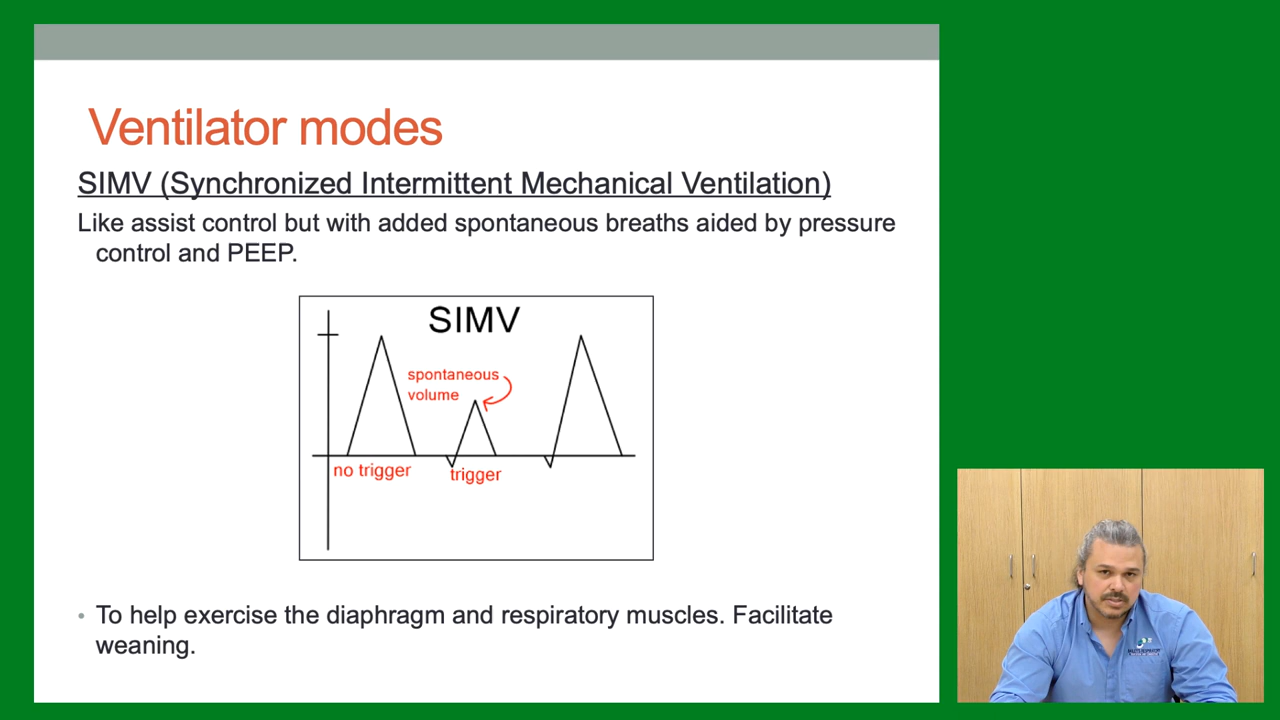 Ventilator modes
SIMV (Synchronized Intermittent Mechanical Ventilation)
Like assist control but with added spontaneous breaths aided by pressure
control and PEEP.
SIMV
spontaneous
volume
no trigger
trigger
• To help exercise the diaphragm and respiratory muscles. Facilitate
weaning.